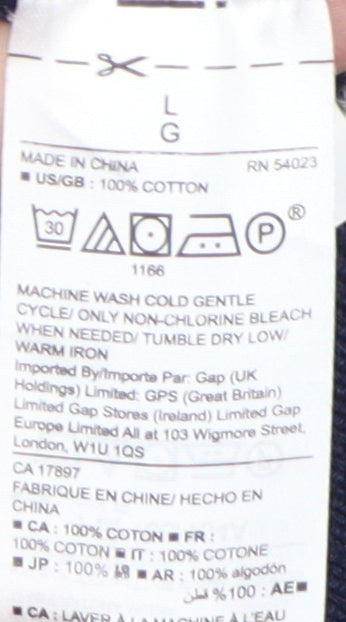 L
G
MADE IN CHINA RN 54023
■ US/GB : 100% COTTON
30 P ®
1166
MACHINE WASH COLD GENTLE
CYCLE/ ONLY NON-CHLORINE BLEACH
WHEN NEEDED/ TUMBLE DRY LOW/
WARM IRON
Imported By/Importe Par: Gap (UK
Holdings) Limited: GPS (Great Britain)
Limited Gap Stores (Ireland) Limited Gap
Europe Limited All at 103 Wigmore Street,
London, W1U 1QS
CA 17897
FABRIQUE EN CHINE/ HECHO EN
CHINA
■ CA : 100% COTON ■ FR :
100% COTON ■ IT : 100% COTONE
■ JP : 100% 綿 ■ AR : 100% algodón
■AE : 100% قطن
■ CA : LAVER À LA MACHINE À L'EAU